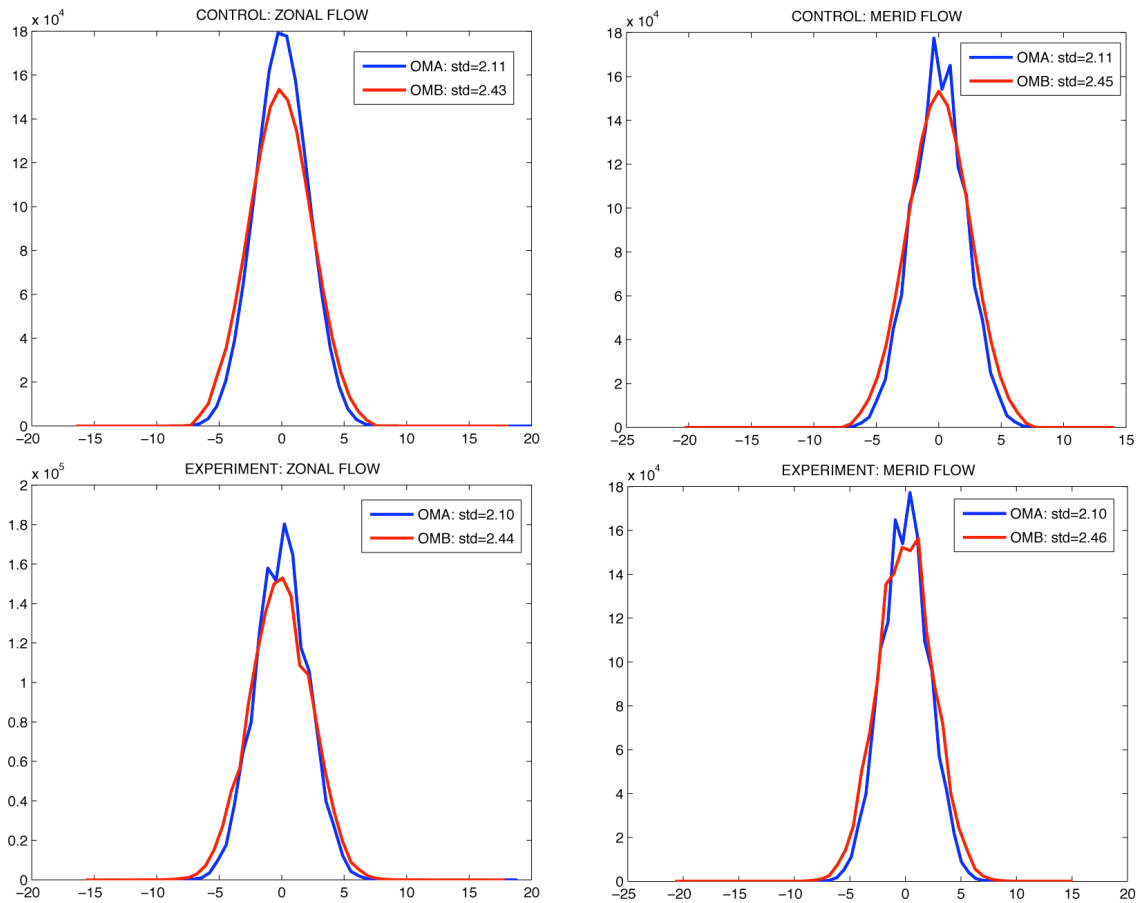 CONTROL: ZONAL FLOW
x 10^4
OMA: std=2.11
OMB: std=2.43
18
16
14
12
10
8
6
4
2
0
−20 −15 −10 −5 0 5 10 15 20
CONTROL: MERID FLOW
x 10^4
OMA: std=2.11
OMB: std=2.45
18
16
14
12
10
8
6
4
2
0
−25 −20 −15 −10 −5 0 5 10 15
EXPERIMENT: ZONAL FLOW
x 10^5
OMA: std=2.10
OMB: std=2.44
2
1.8
1.6
1.4
1.2
1
0.8
0.6
0.4
0.2
0
−20 −15 −10 −5 0 5 10 15 20
EXPERIMENT: MERID FLOW
x 10^4
OMA: std=2.10
OMB: std=2.46
18
16
14
12
10
8
6
4
2
0
−25 −20 −15 −10 −5 0 5 10 15 20